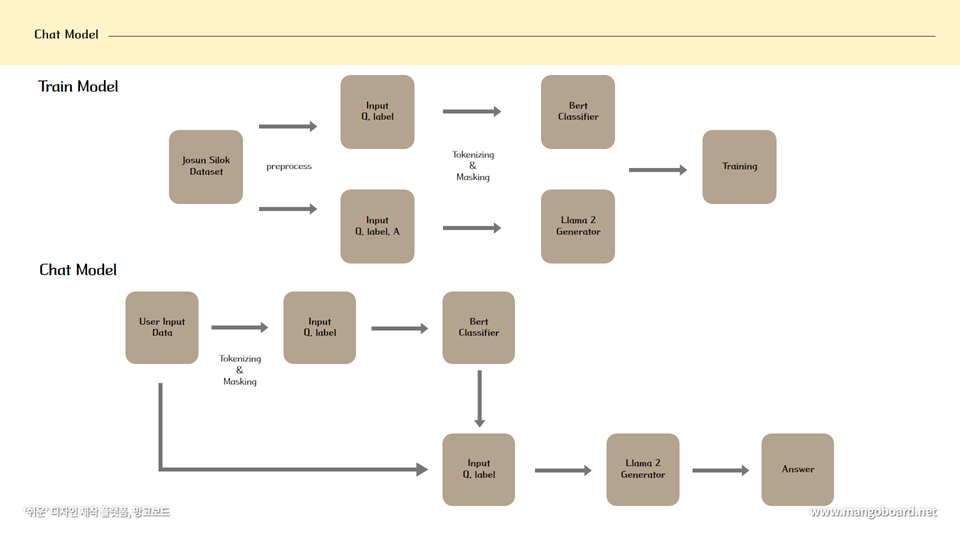 Chat Model
Train Model
Josun Silok
Dataset
preprocess
Input
Q, label
Input
Q, label, A
Tokenizing
&
Masking
Bert
Classifier
Llama 2
Generator
Training
Chat Model
User Input
Data
Tokenizing
&
Masking
Input
Q, label
Bert
Classifier
Input
Q, label
Llama 2
Generator
Answer
'쉬운' 디자인 제작 플랫폼, 망고보드
www.mangoboard.net